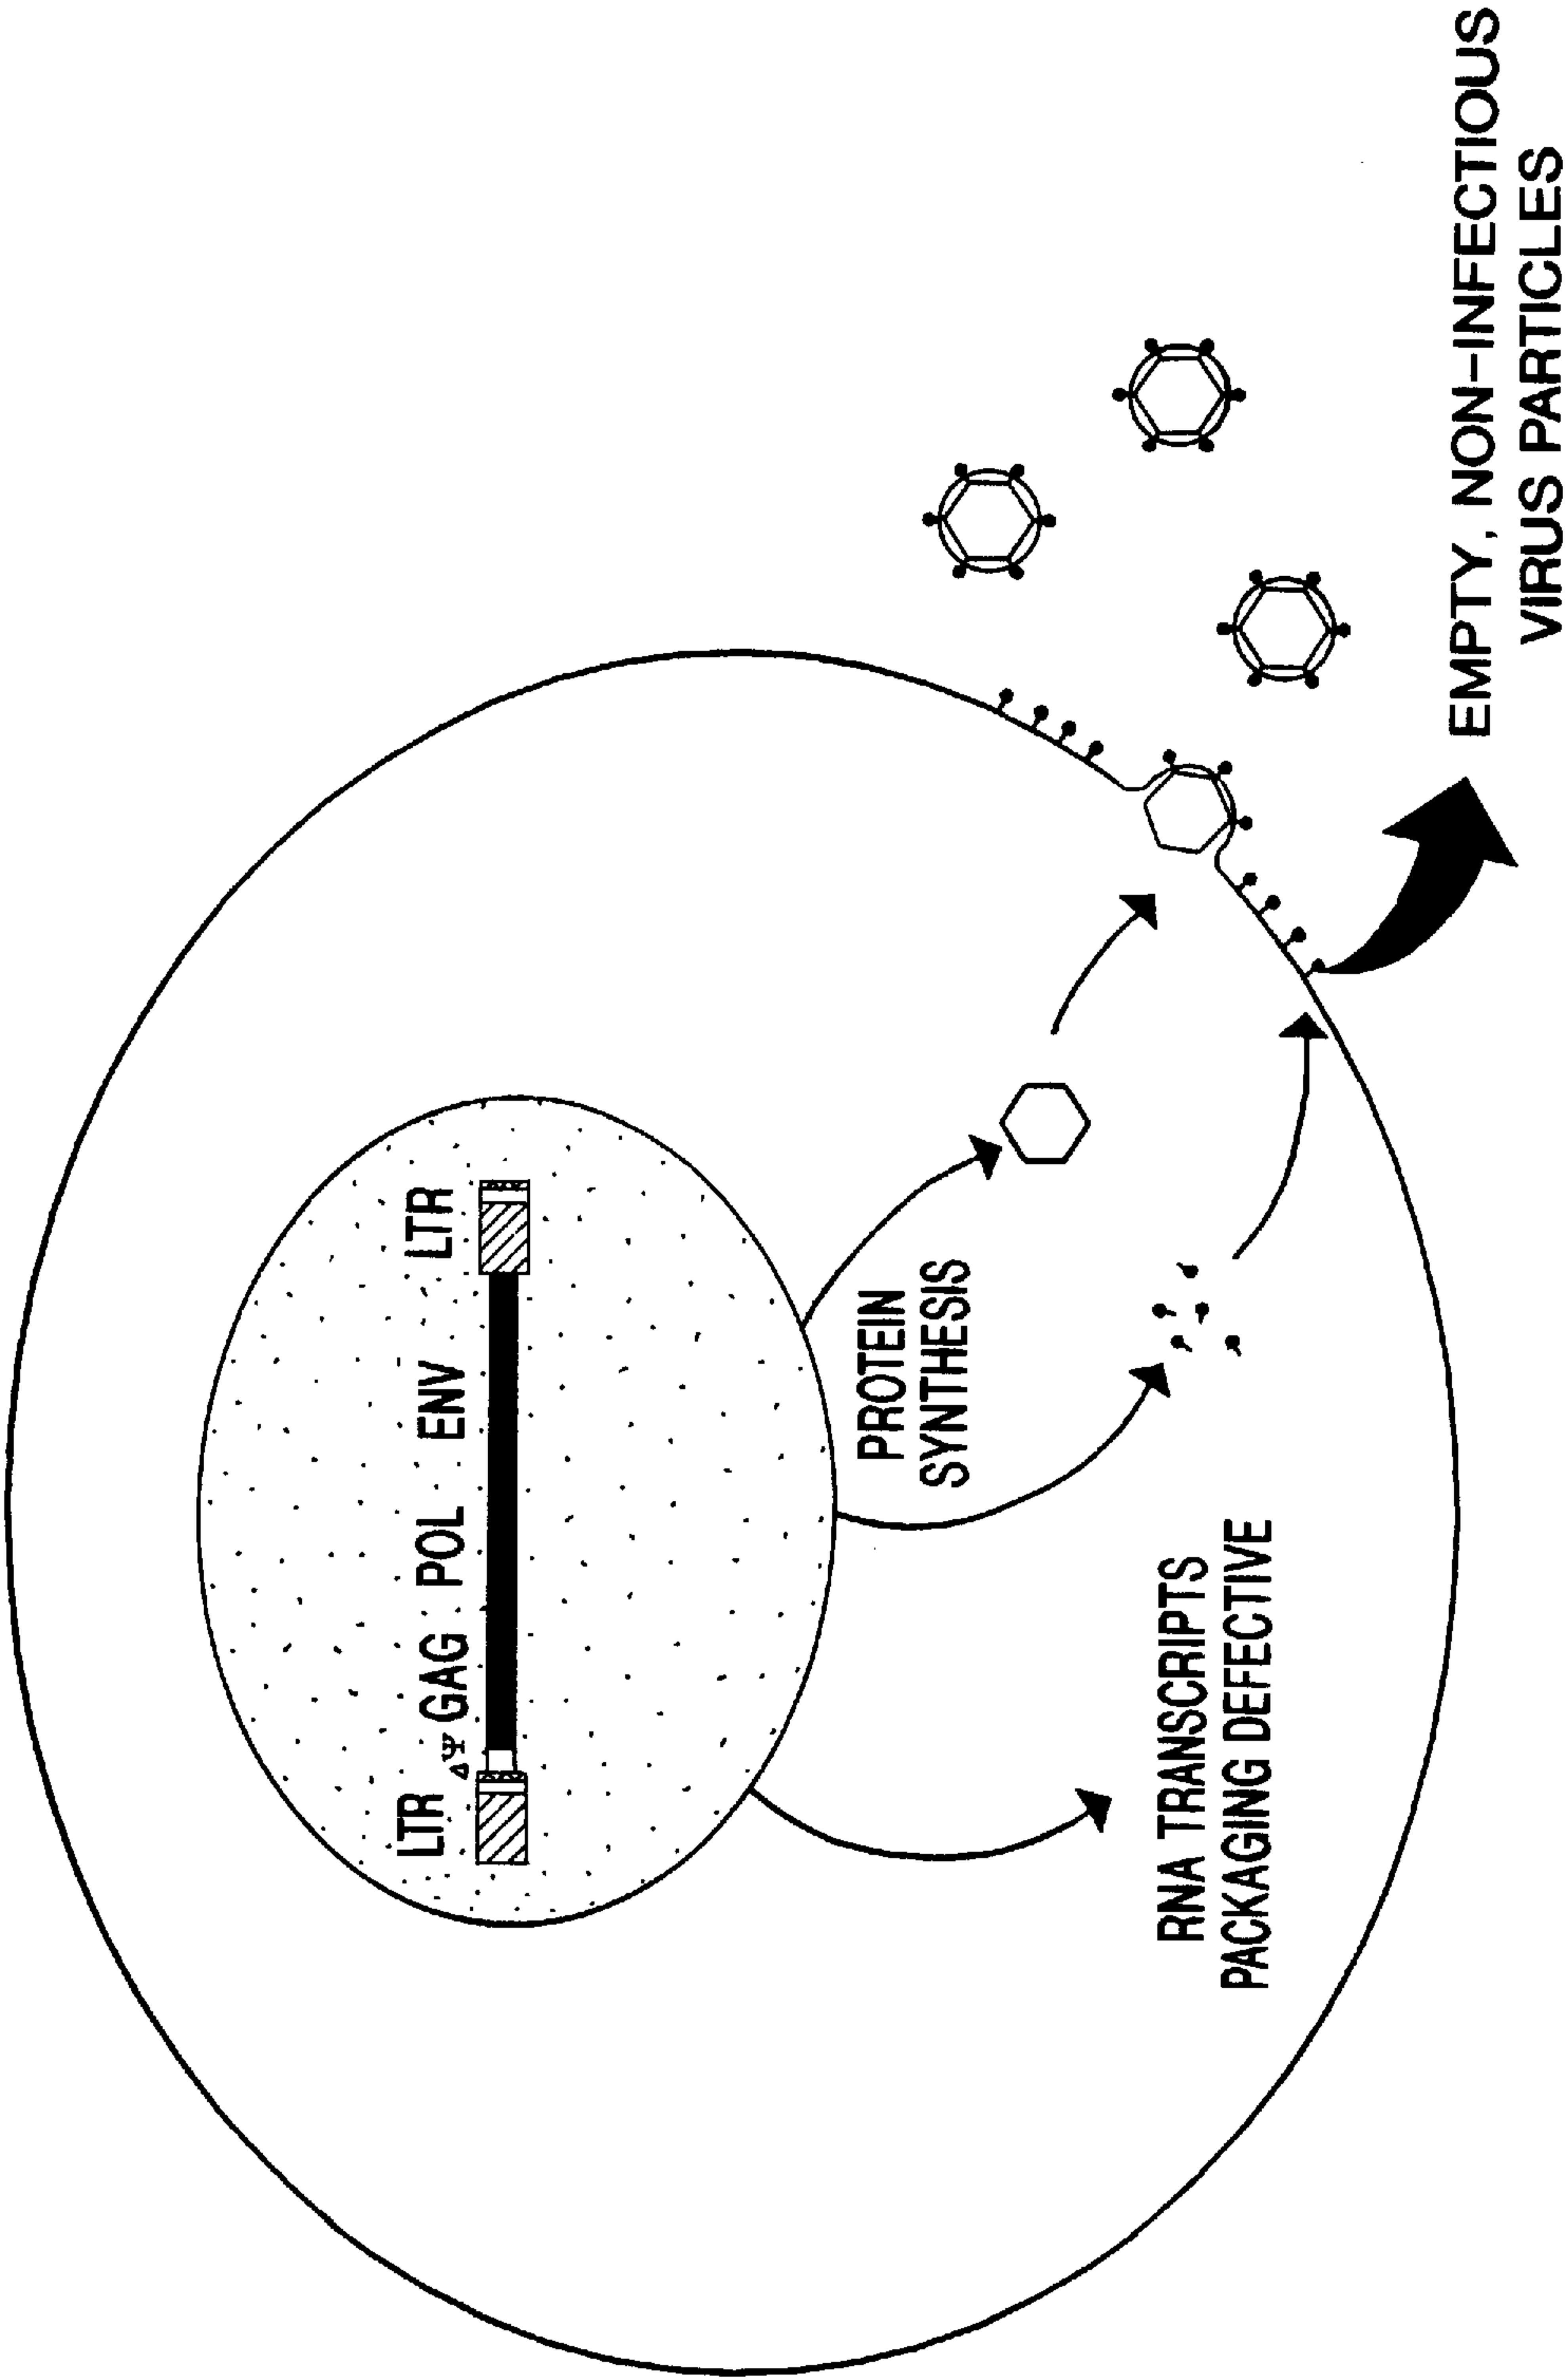 LTR ΔΨ GAG POL ENV LTR
PROTEIN
SYNTHESIS
RNA TRANSCRIPTS
PACKAGING DEFECTIVE
EMPTY, NON-INFECTIOUS
VIRUS PARTICLES